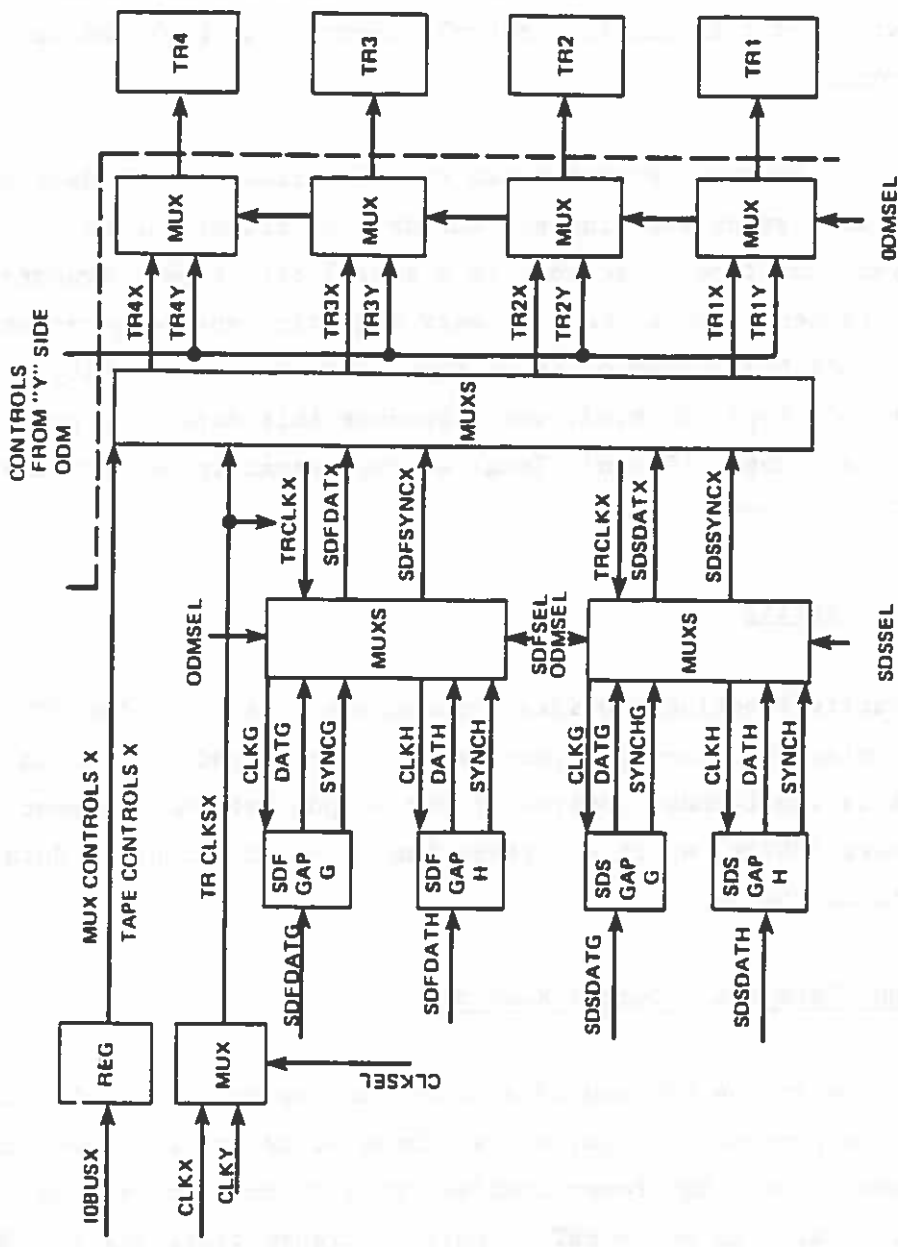 CONTROLS
FROM "Y" SIDE
ODM
IOBUSX
REG
MUX CONTROLS X
TAPE CONTROLS X
CLKX
CLKY
MUX
CLKSEL
TR CLKSX
TRCLKX
SDFDATX
SDFSYNCX
ODMSEL
MUXS
SDFSEL
ODMSEL
CLKG
DATG
SYNCG
SDF
GAP
G
SDFDATG
CLKH
DATH
SYNCH
SDF
GAP
H
SDFDATH
TRCLKX
SDSDATX
SDSSYNCX
MUXS
SDSSEL
CLKG
DATG
SYNCHG
SDS
GAP
G
SDSDATG
CLKH
DATH
SYNCH
SDS
GAP
H
SDSDATH
MUXS
TR4X
TR4Y
MUX
TR4
TR3X
TR3Y
MUX
TR3
TR2X
TR2Y
MUX
TR2
TR1X
TR1Y
MUX
TR1
ODMSEL